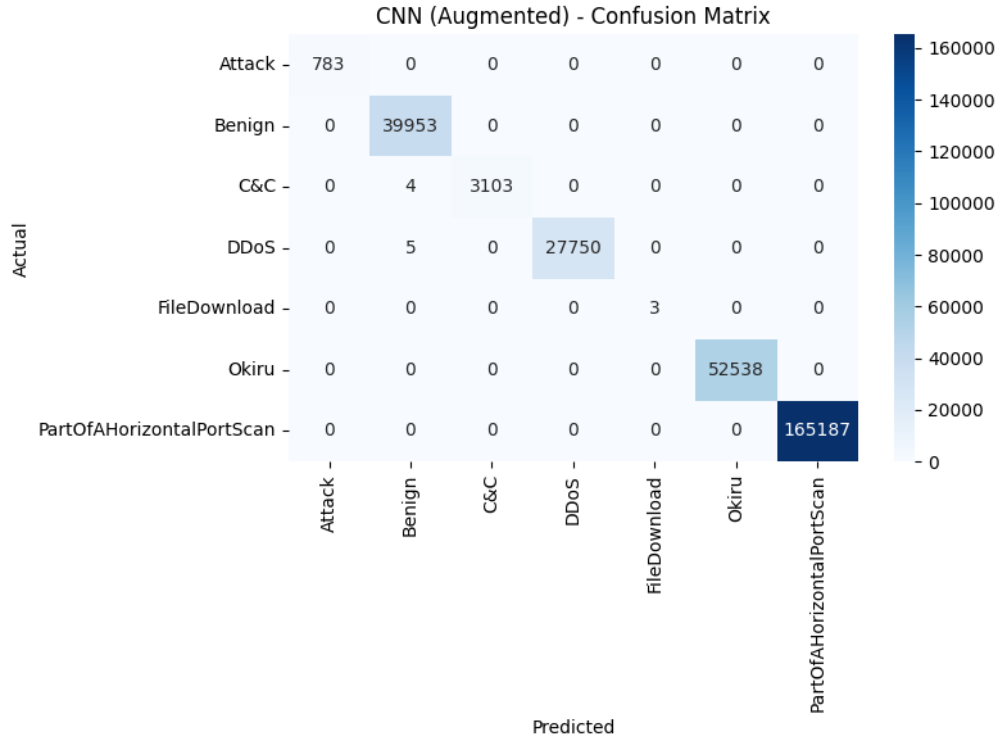 CNN (Augmented) - Confusion Matrix
Actual
Attack 783 0 0 0 0 0 0
Benign 0 39953 0 0 0 0 0
C&C 0 4 3103 0 0 0 0
DDoS 0 5 0 27750 0 0 0
FileDownload 0 0 0 0 3 0 0
Okiru 0 0 0 0 0 52538 0
PartOfAHorizontalPortScan 0 0 0 0 0 0 165187
Attack
Benign
C&C
DDoS
FileDownload
Okiru
PartOfAHorizontalPortScan
Predicted
160000
140000
120000
100000
80000
60000
40000
20000
0